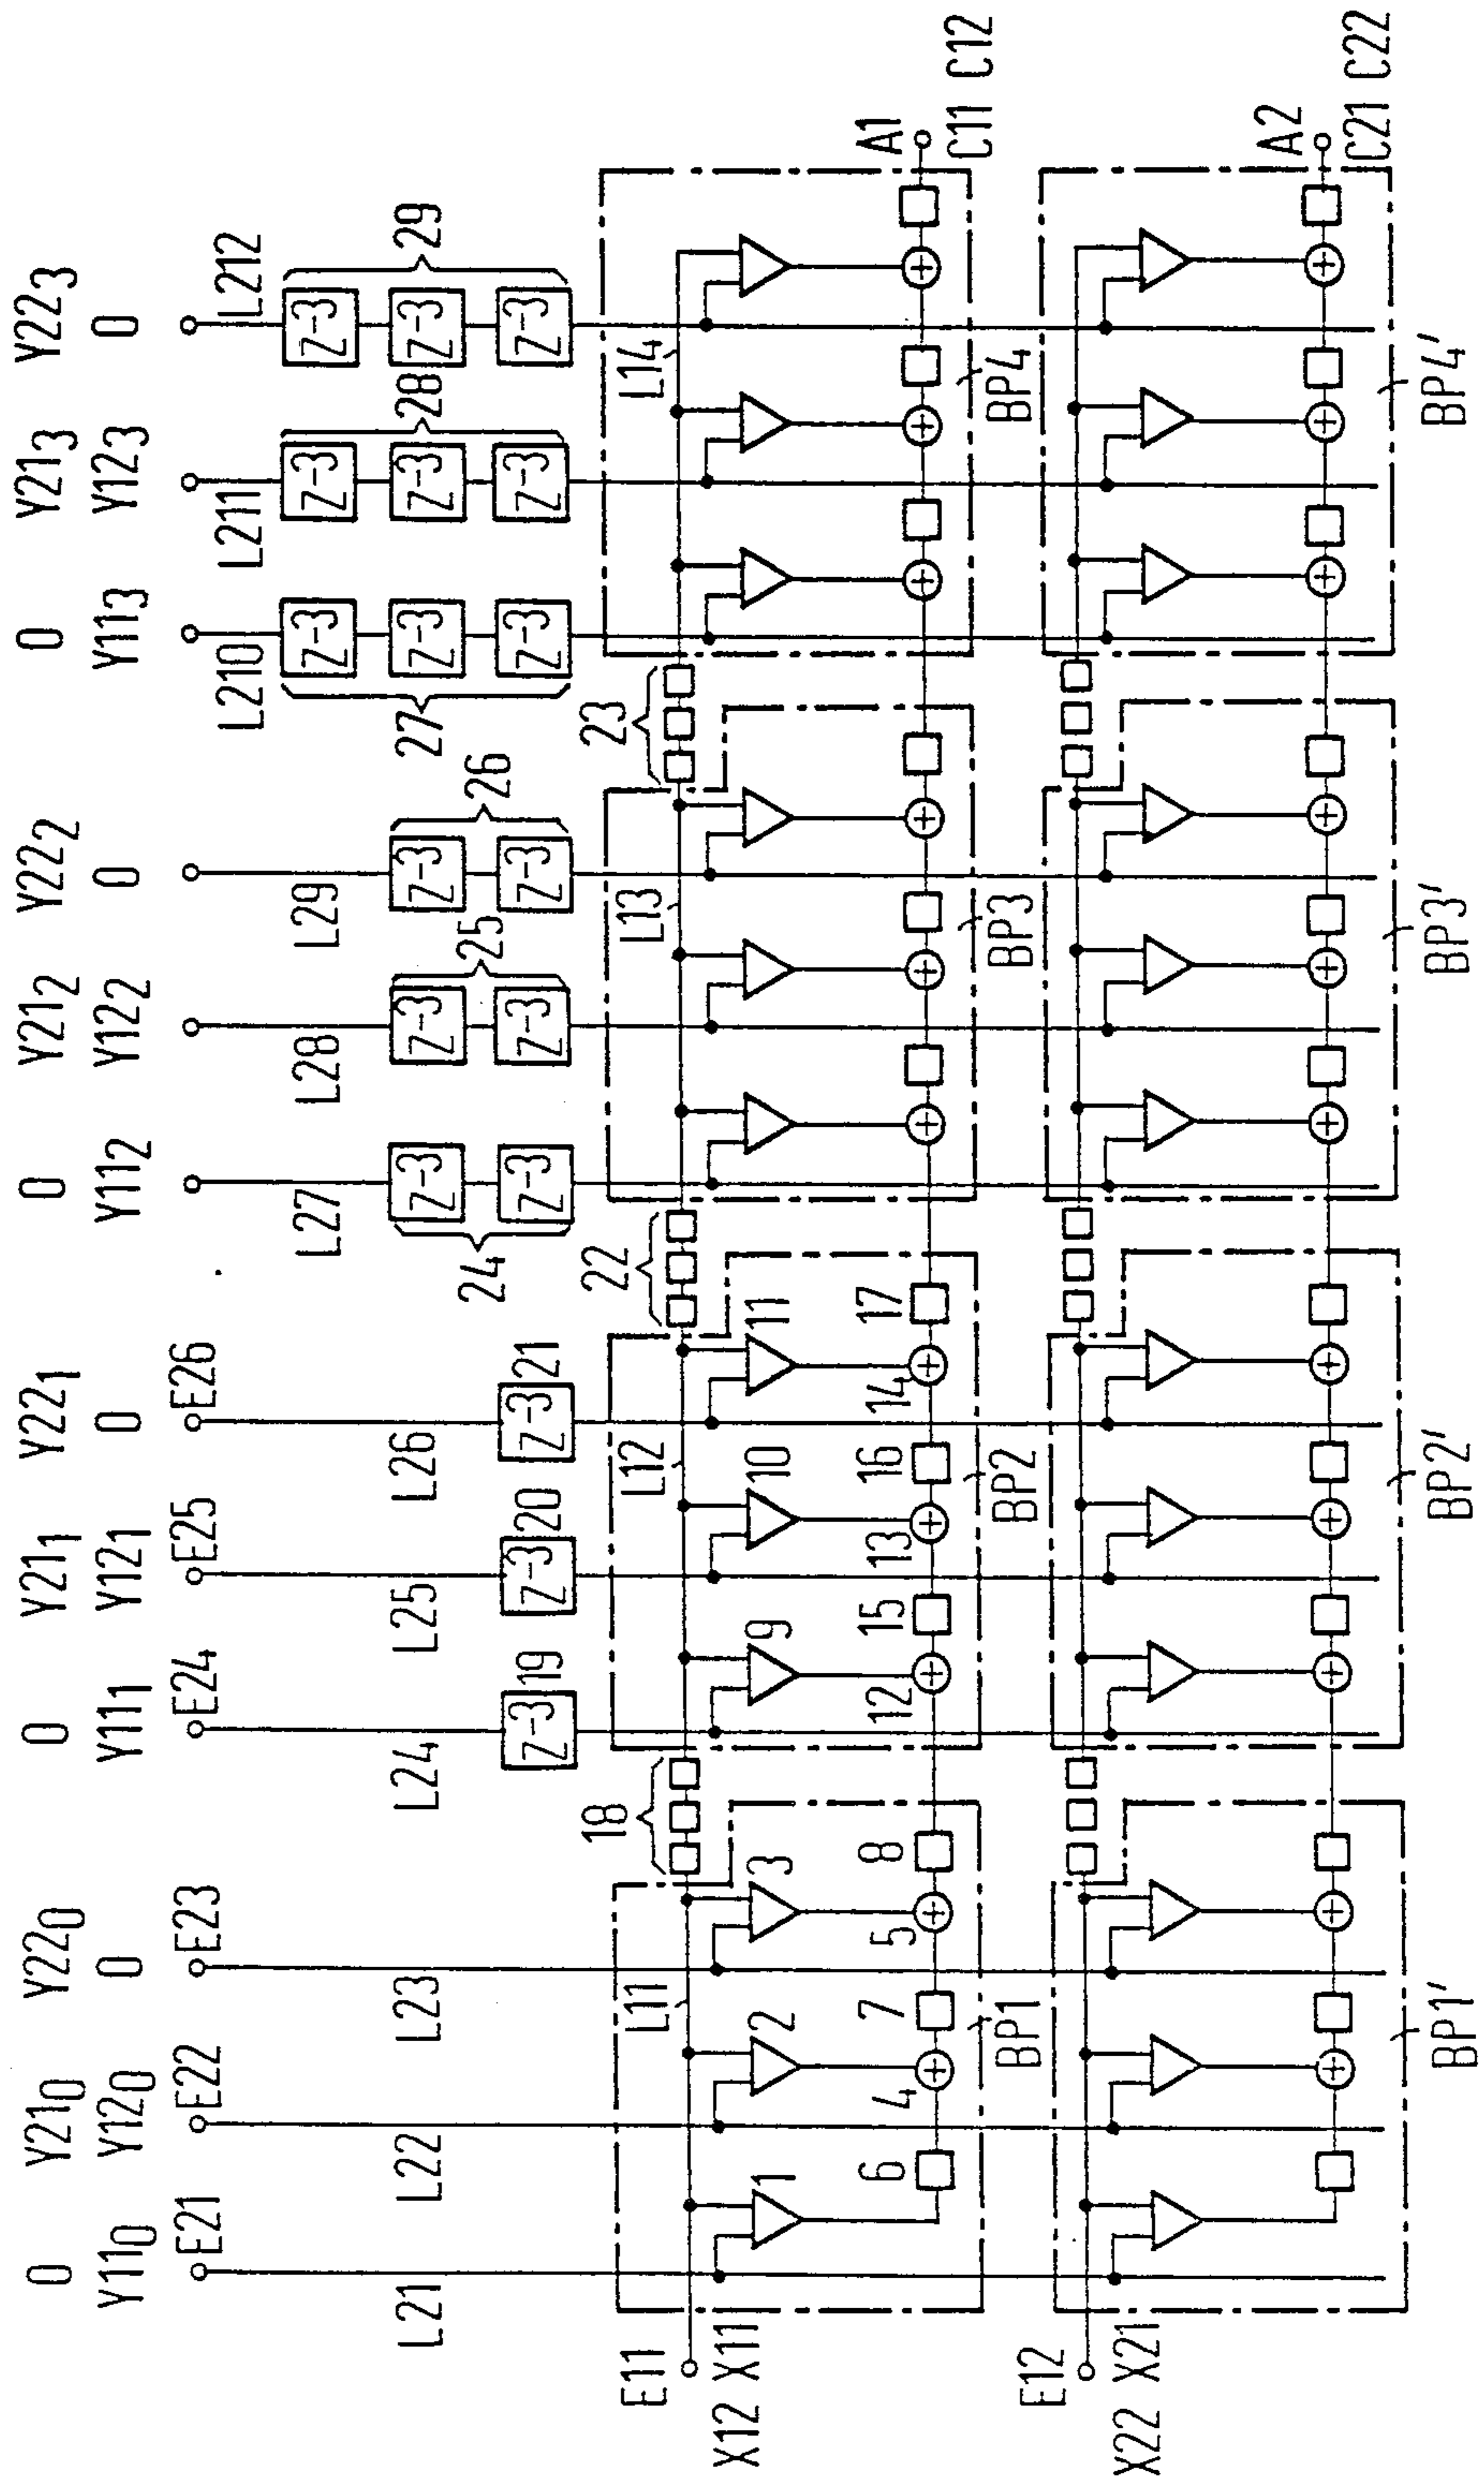 0 Y21₀ Y22₀ 0 Y21₁ Y22₁ 0 Y21₂ Y22₂ 0 Y21₃ Y22₃
Y11₀ Y12₀ 0 Y11₁ Y12₁ 0 Y11₂ Y12₂ 0 Y11₃ Y12₃ 0
E21 E22 E23 E24 E25 E26
L21 L22 L23 L24 L25 L26 L27 L28 L29 L210 L211 L212
Z-3 Z-3 Z-3
Z-3 Z-3 Z-3 Z-3 Z-3 Z-3
Z-3 Z-3 Z-3 Z-3 Z-3 Z-3 Z-3 Z-3 Z-3
19 20 21 24 25 26 27 28 29
18 22 23
E11 L11 L12 L13 L14
X12 X11
1 2 3 9 10 11
A1
6 4 7 5 8 12 15 13 16 14 17
C11 C12
BP1 BP2 BP3 BP4
E12
X22 X21
A2
C21 C22
BP1' BP2' BP3' BP4'